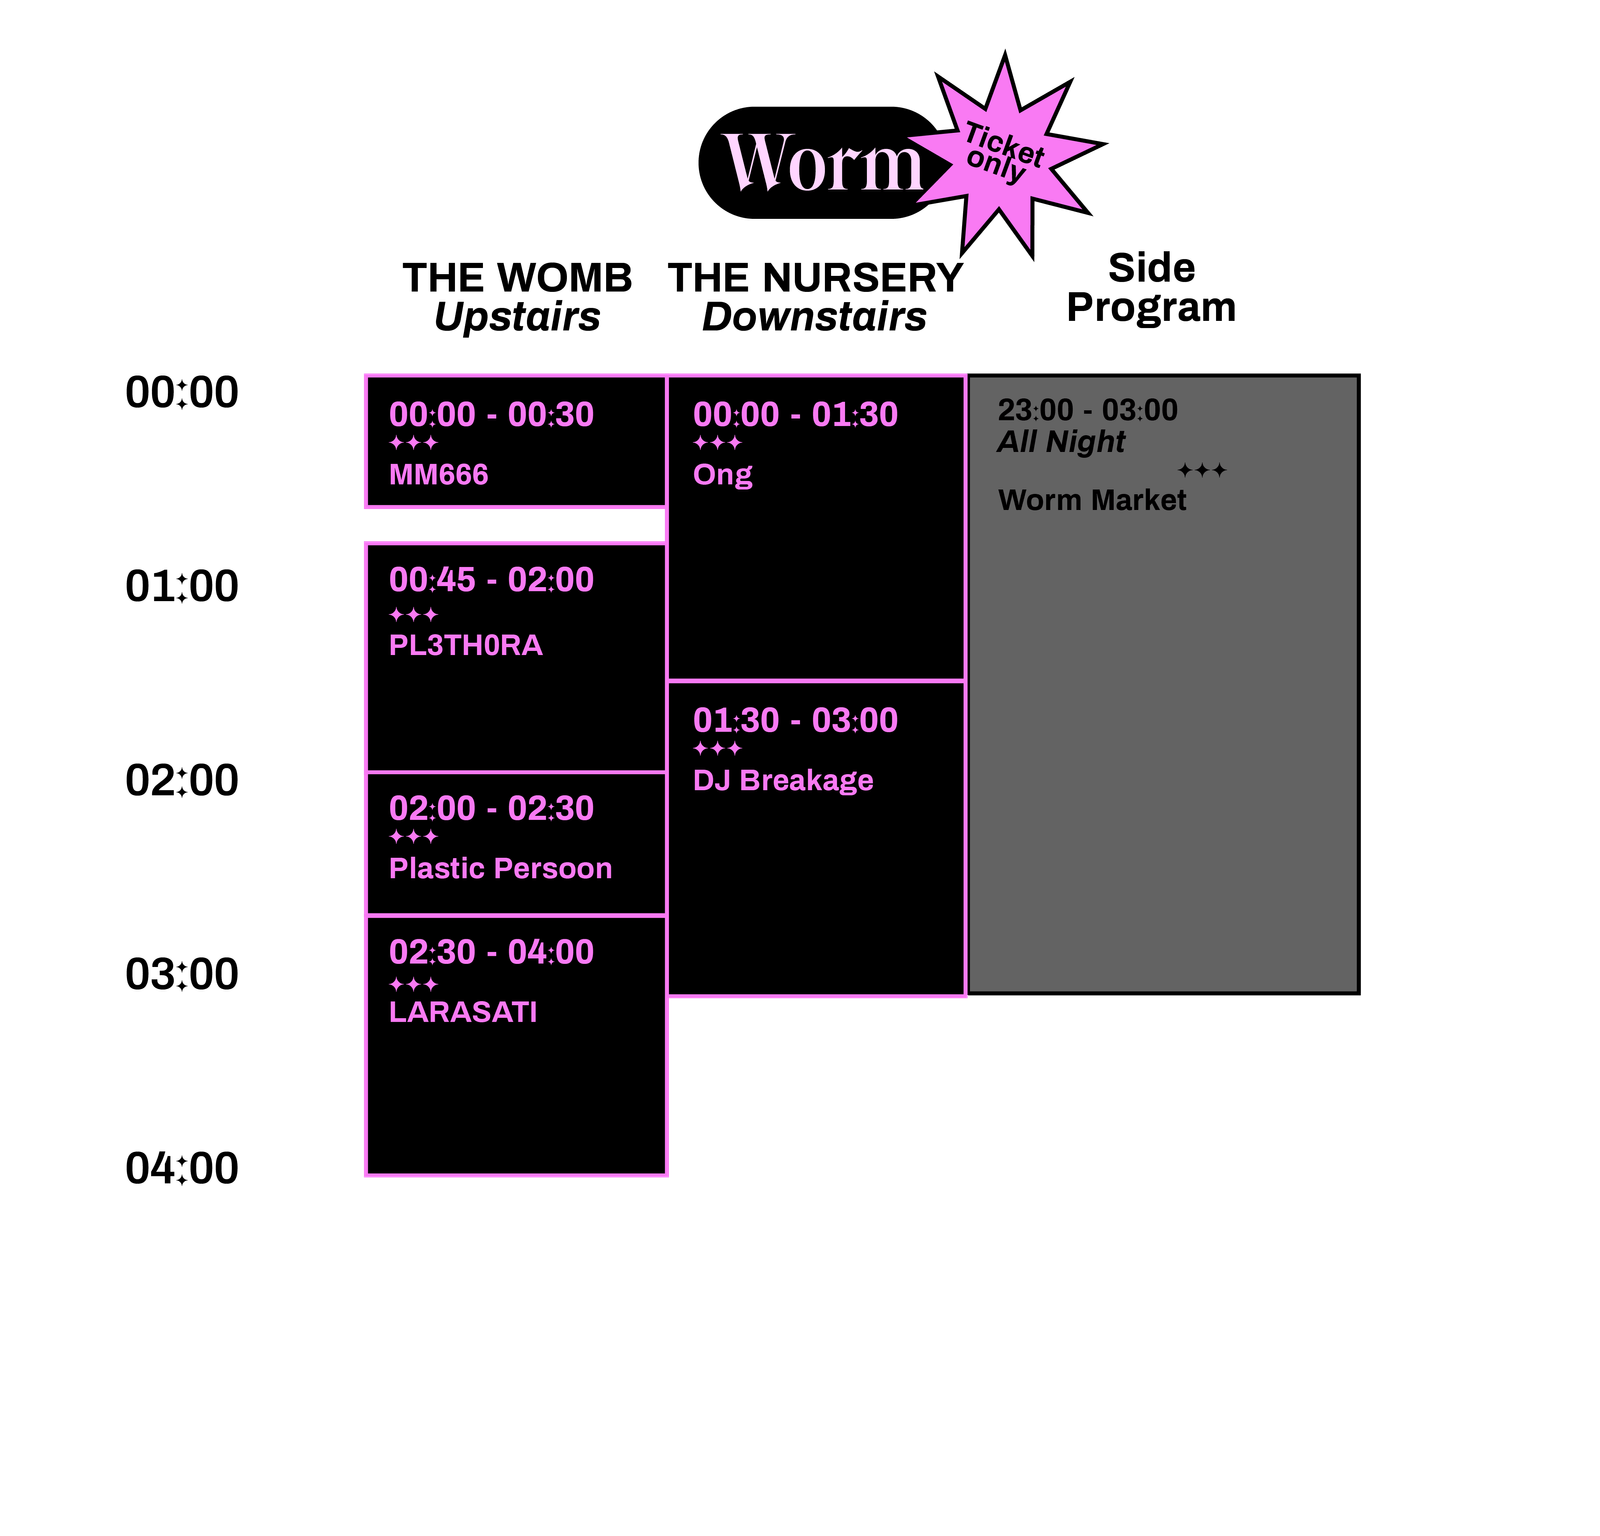 Worm
Ticket
only
THE WOMB
Upstairs
THE NURSERY
Downstairs
Side
Program
00:00
01:00
02:00
03:00
04:00
00:00 - 00:30
✦✦✦
MM666
00:45 - 02:00
✦✦✦
PL3TH0RA
02:00 - 02:30
✦✦✦
Plastic Persoon
02:30 - 04:00
✦✦✦
LARASATI
00:00 - 01:30
✦✦✦
Ong
01:30 - 03:00
✦✦✦
DJ Breakage
23:00 - 03:00
All Night
✦✦✦
Worm Market